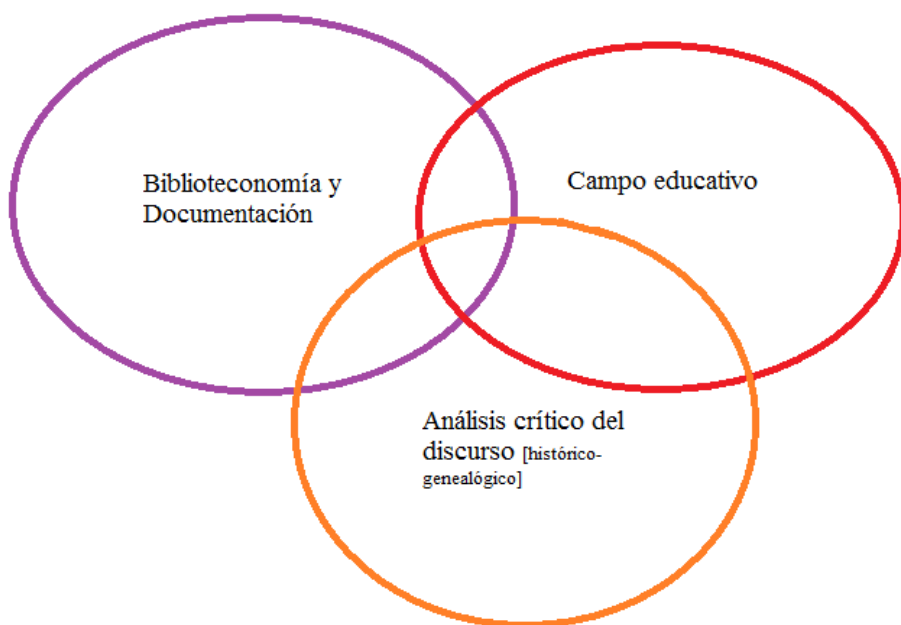 Biblioteconomía y
Documentación
Campo educativo
Análisis crítico del
discurso [histórico-
genealógico]